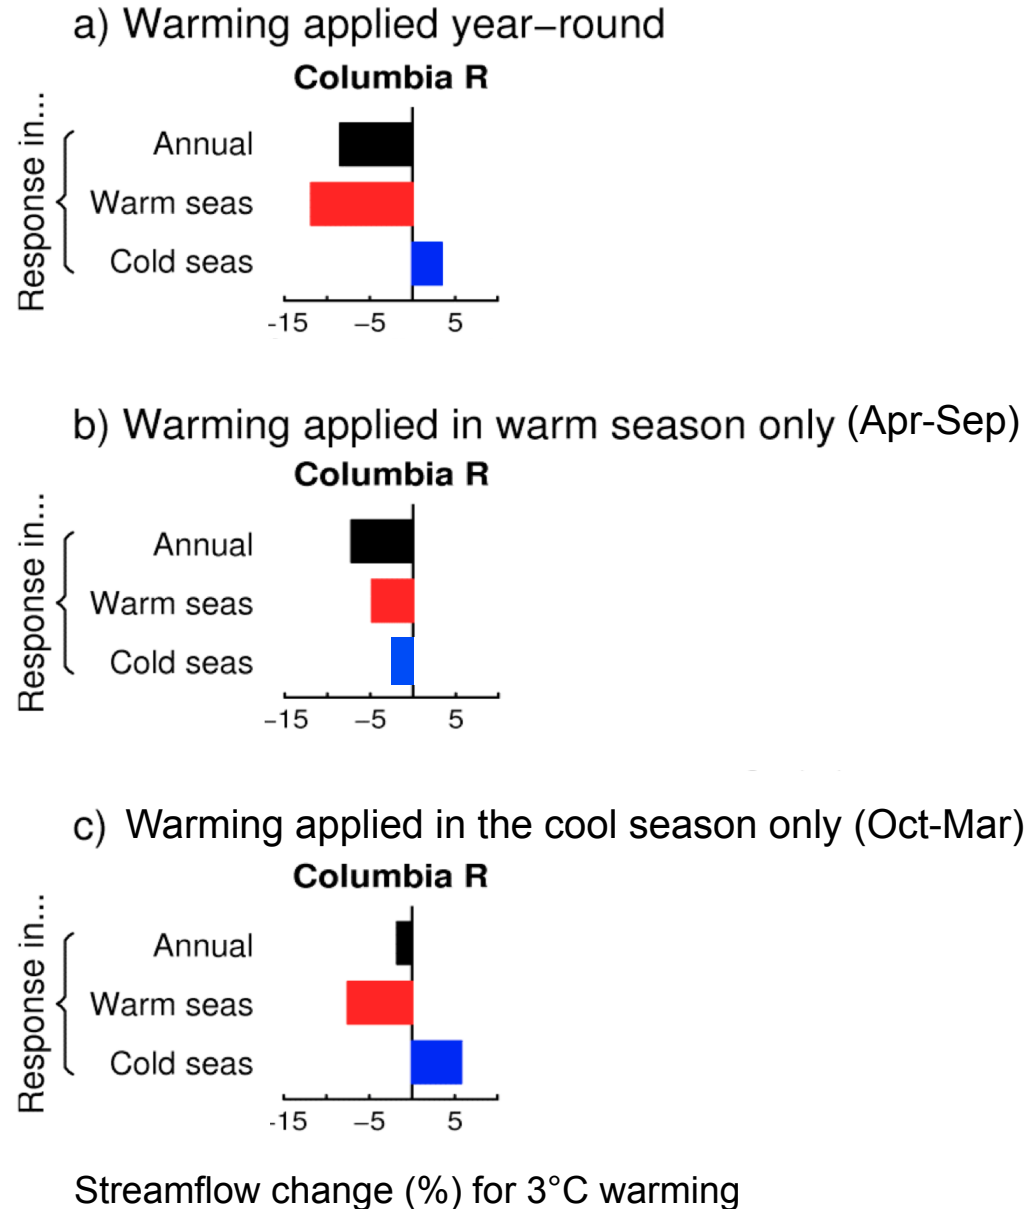 a) Warming applied year–round
Columbia R
Response in...
Annual
Warm seas
Cold seas
-15 –5 5
b) Warming applied in warm season only (Apr-Sep)
Columbia R
Response in...
Annual
Warm seas
Cold seas
–15 –5 5
c) Warming applied in the cool season only (Oct-Mar)
Columbia R
Response in...
Annual
Warm seas
Cold seas
-15 –5 5
Streamflow change (%) for 3°C warming